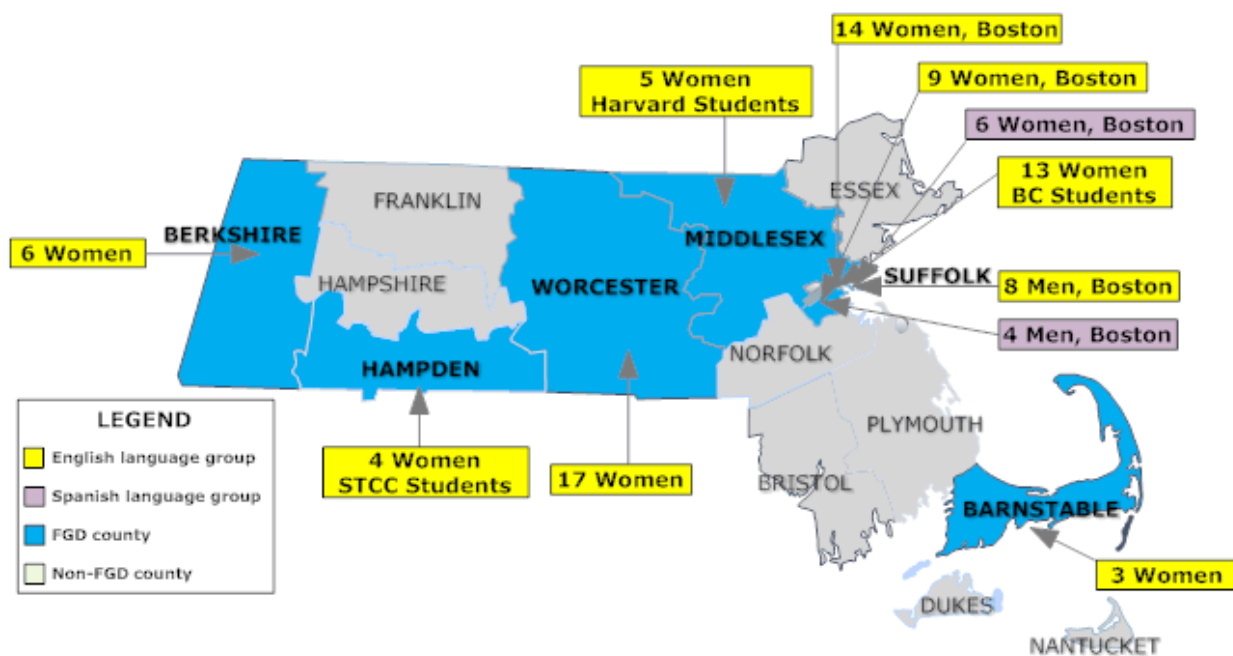 14 Women, Boston
5 Women
Harvard Students
9 Women, Boston
6 Women, Boston
13 Women
BC Students
ESSEX
FRANKLIN
BERKSHIRE
MIDDLESEX
6 Women
HAMPSHIRE
WORCESTER
SUFFOLK
8 Men, Boston
4 Men, Boston
NORFOLK
HAMPDEN
PLYMOUTH
LEGEND
English language group
Spanish language group
FGD county
Non-FGD county
4 Women
STCC Students
17 Women
BRISTOL
BARNSTABLE
3 Women
DUKES
NANTUCKET